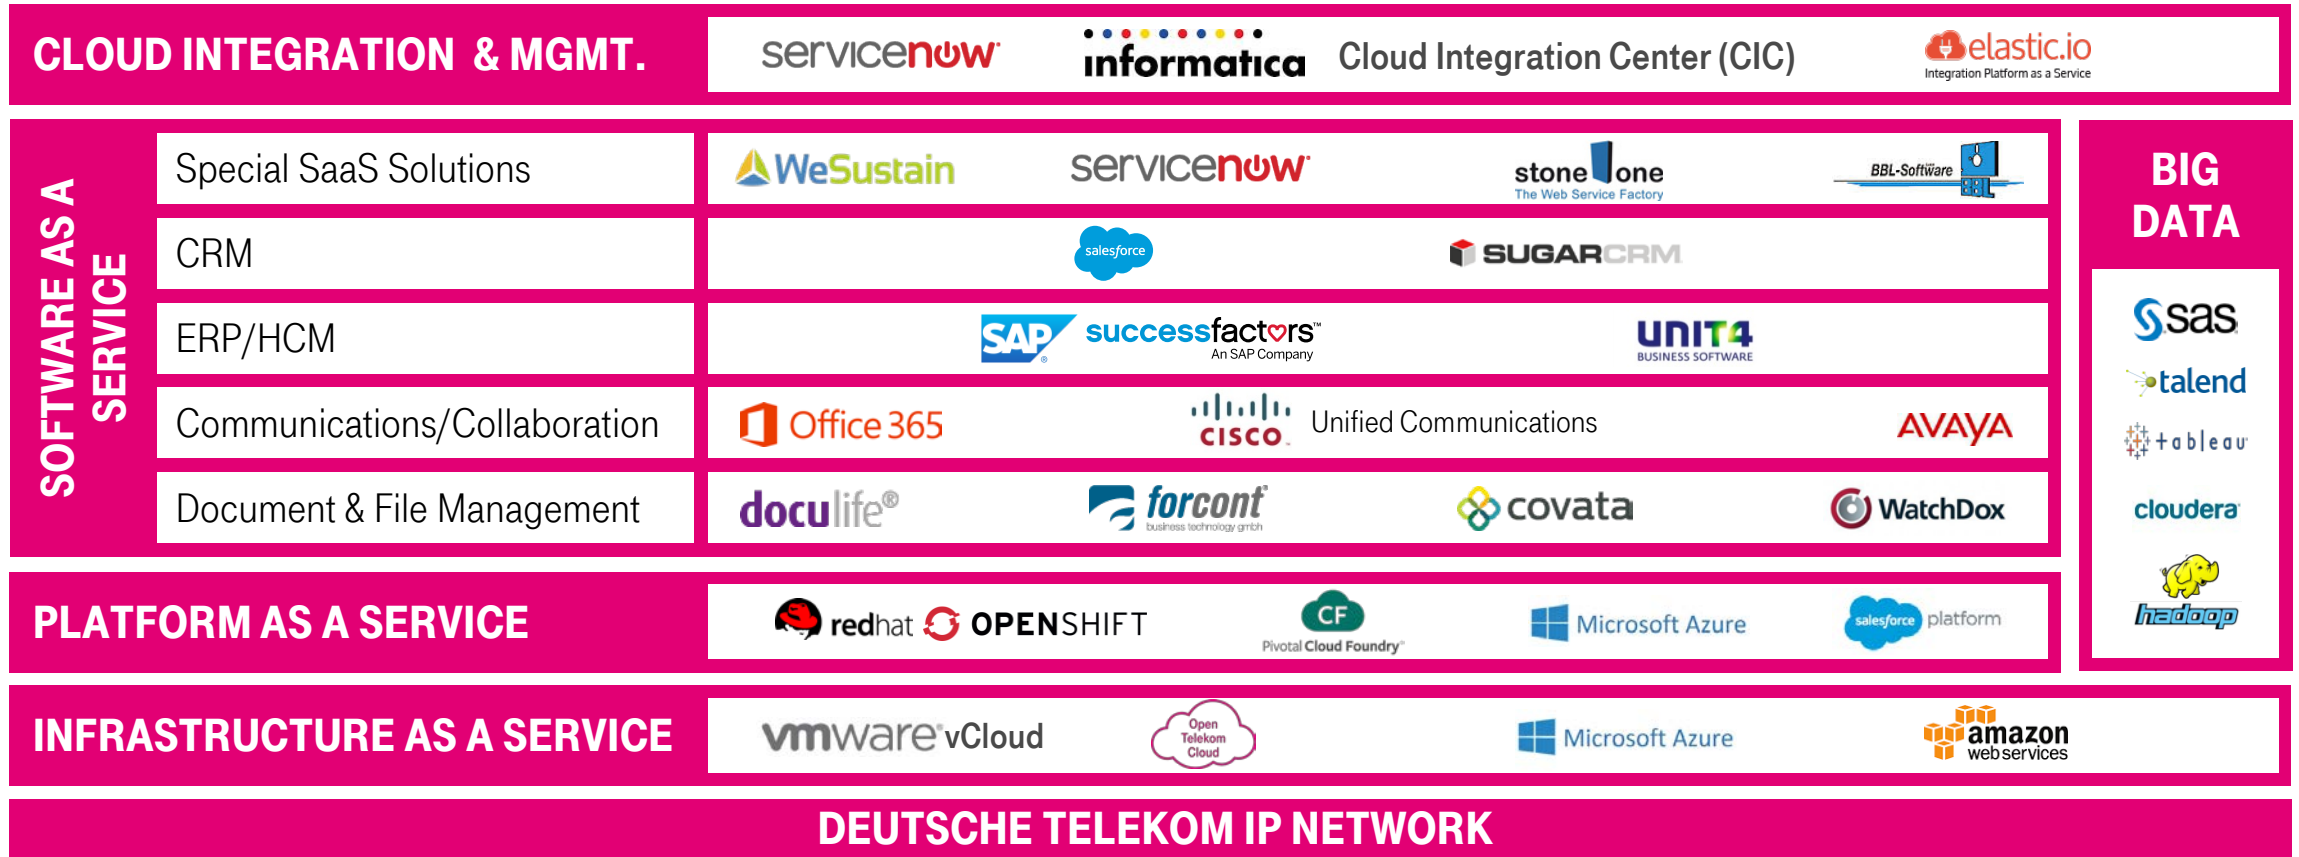 CLOUD INTEGRATION & MGMT.
servicenow
informatica
Cloud Integration Center (CIC)
elastic.io
Integration Platform as a Service
SOFTWARE AS A
SERVICE
Special SaaS Solutions
WeSustain
servicenow
stone one
The Web Service Factory
BBL-Software
BBL
CRM
salesforce
SUGARCRM
ERP/HCM
SAP®
successfactors™
An SAP Company
UNIT4
BUSINESS SOFTWARE
Communications/Collaboration
Office 365
CISCO
Unified Communications
AVAYA
Document & File Management
doculife®
forcont
business technology gmbh
covata
WatchDox
BIG
DATA
sas
talend
+ableau
cloudera
hadoop
PLATFORM AS A SERVICE
redhat OPENSHIFT
CF
Pivotal Cloud Foundry
Microsoft Azure
salesforce platform
INFRASTRUCTURE AS A SERVICE
vmware vCloud
Open
Telekom
Cloud
Microsoft Azure
amazon
web services
DEUTSCHE TELEKOM IP NETWORK